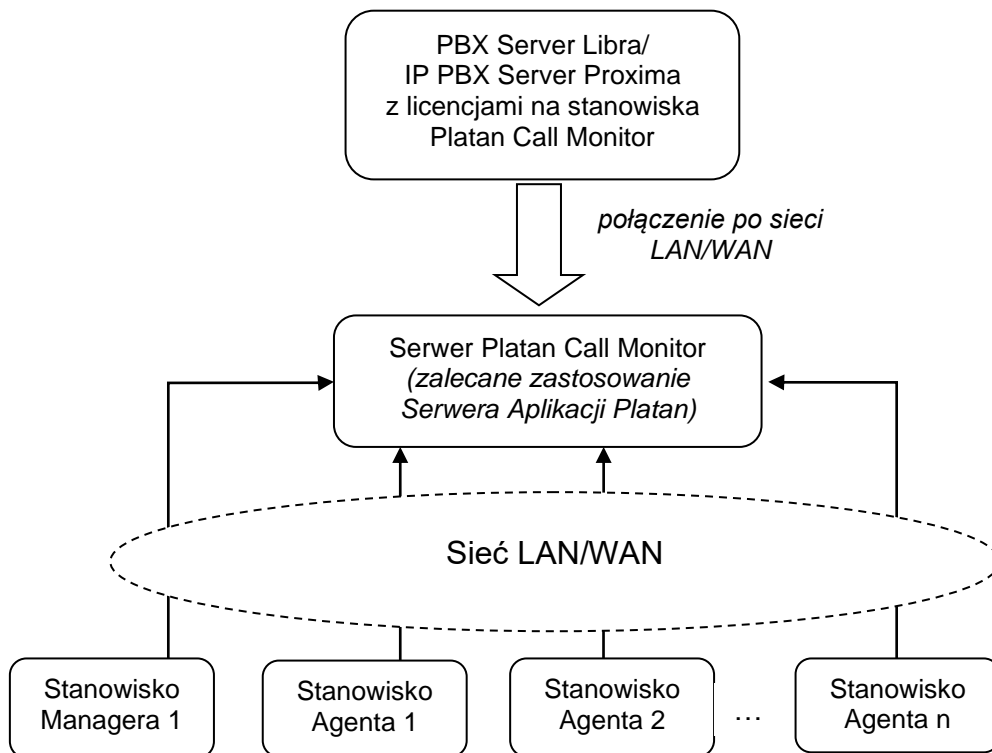 PBX Server Libra/
IP PBX Server Proxima
z licencjami na stanowiska
Platan Call Monitor
połączenie po sieci
LAN/WAN
Serwer Platan Call Monitor
(zalecane zastosowanie
Serwera Aplikacji Platan)
Sieć LAN/WAN
Stanowisko
Managera 1
Stanowisko
Agenta 1
Stanowisko
Agenta 2
…
Stanowisko
Agenta n